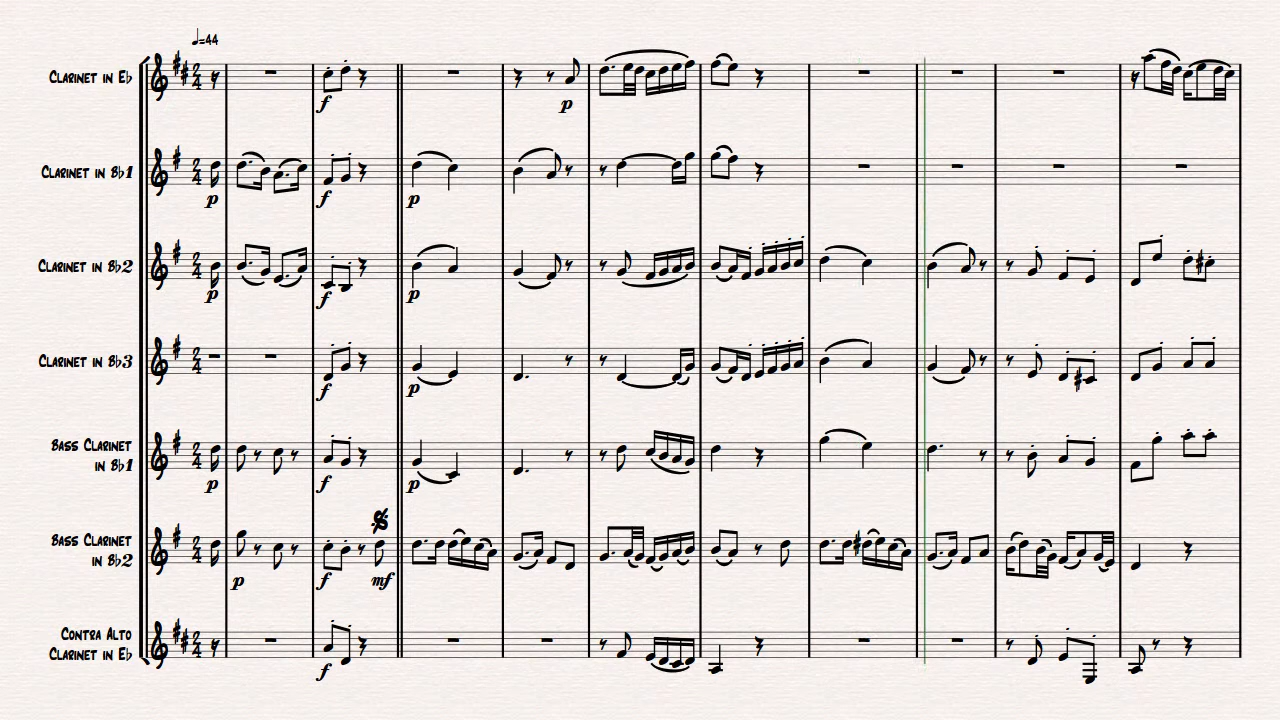 ♩=44
Clarinet in E♭
f
p
Clarinet in B♭1
p
f
p
Clarinet in B♭2
p
f
p
Clarinet in B♭3
f
p
Bass Clarinet
in B♭1
p
f
p
Bass Clarinet
in B♭2
p
f
mf
Contra Alto
Clarinet in E♭
f